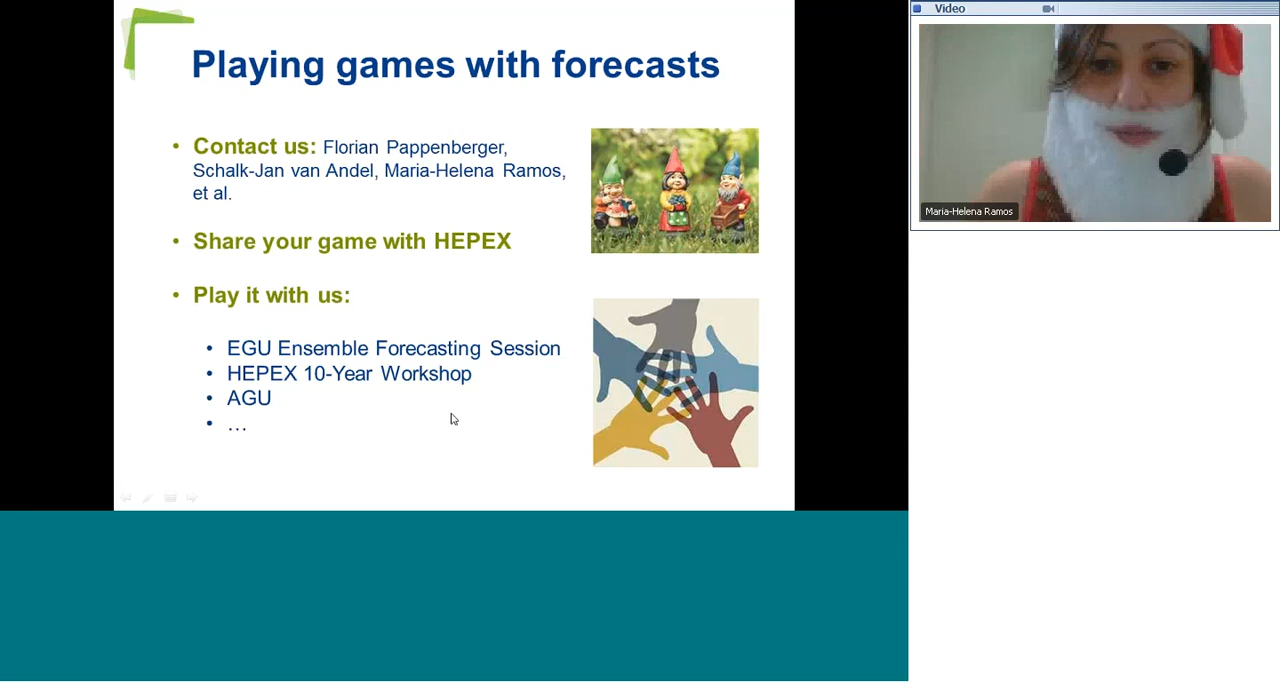 Playing games with forecasts
• Contact us: Florian Pappenberger,
Schalk-Jan van Andel, Maria-Helena Ramos,
et al.
• Share your game with HEPEX
• Play it with us:
• EGU Ensemble Forecasting Session
• HEPEX 10-Year Workshop
• AGU
• ...
Video
Maria-Helena Ramos